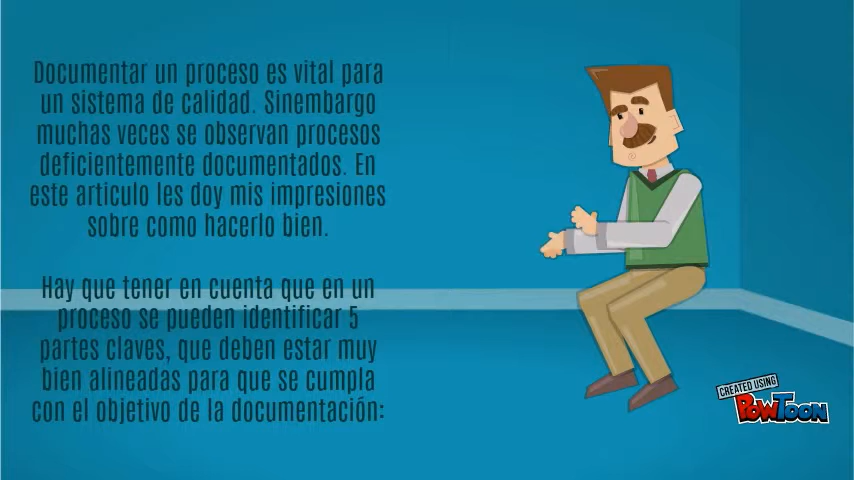 Documentar un proceso es vital para
un sistema de calidad. Sinembargo
muchas veces se observan procesos
deficientemente documentados. En
este articulo les doy mis impresiones
sobre como hacerlo bien.
Hay que tener en cuenta que en un
proceso se pueden identificar 5
partes claves, que deben estar muy
bien alineadas para que se cumpla
con el objetivo de la documentación:
CREATED USING
POWTOON